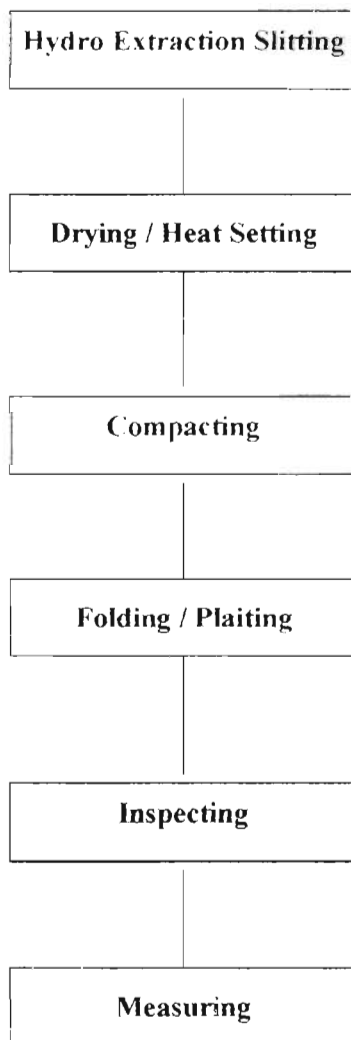 Hydro Extraction Slitting
Drying / Heat Setting
Compacting
Folding / Plaiting
Inspecting
Measuring